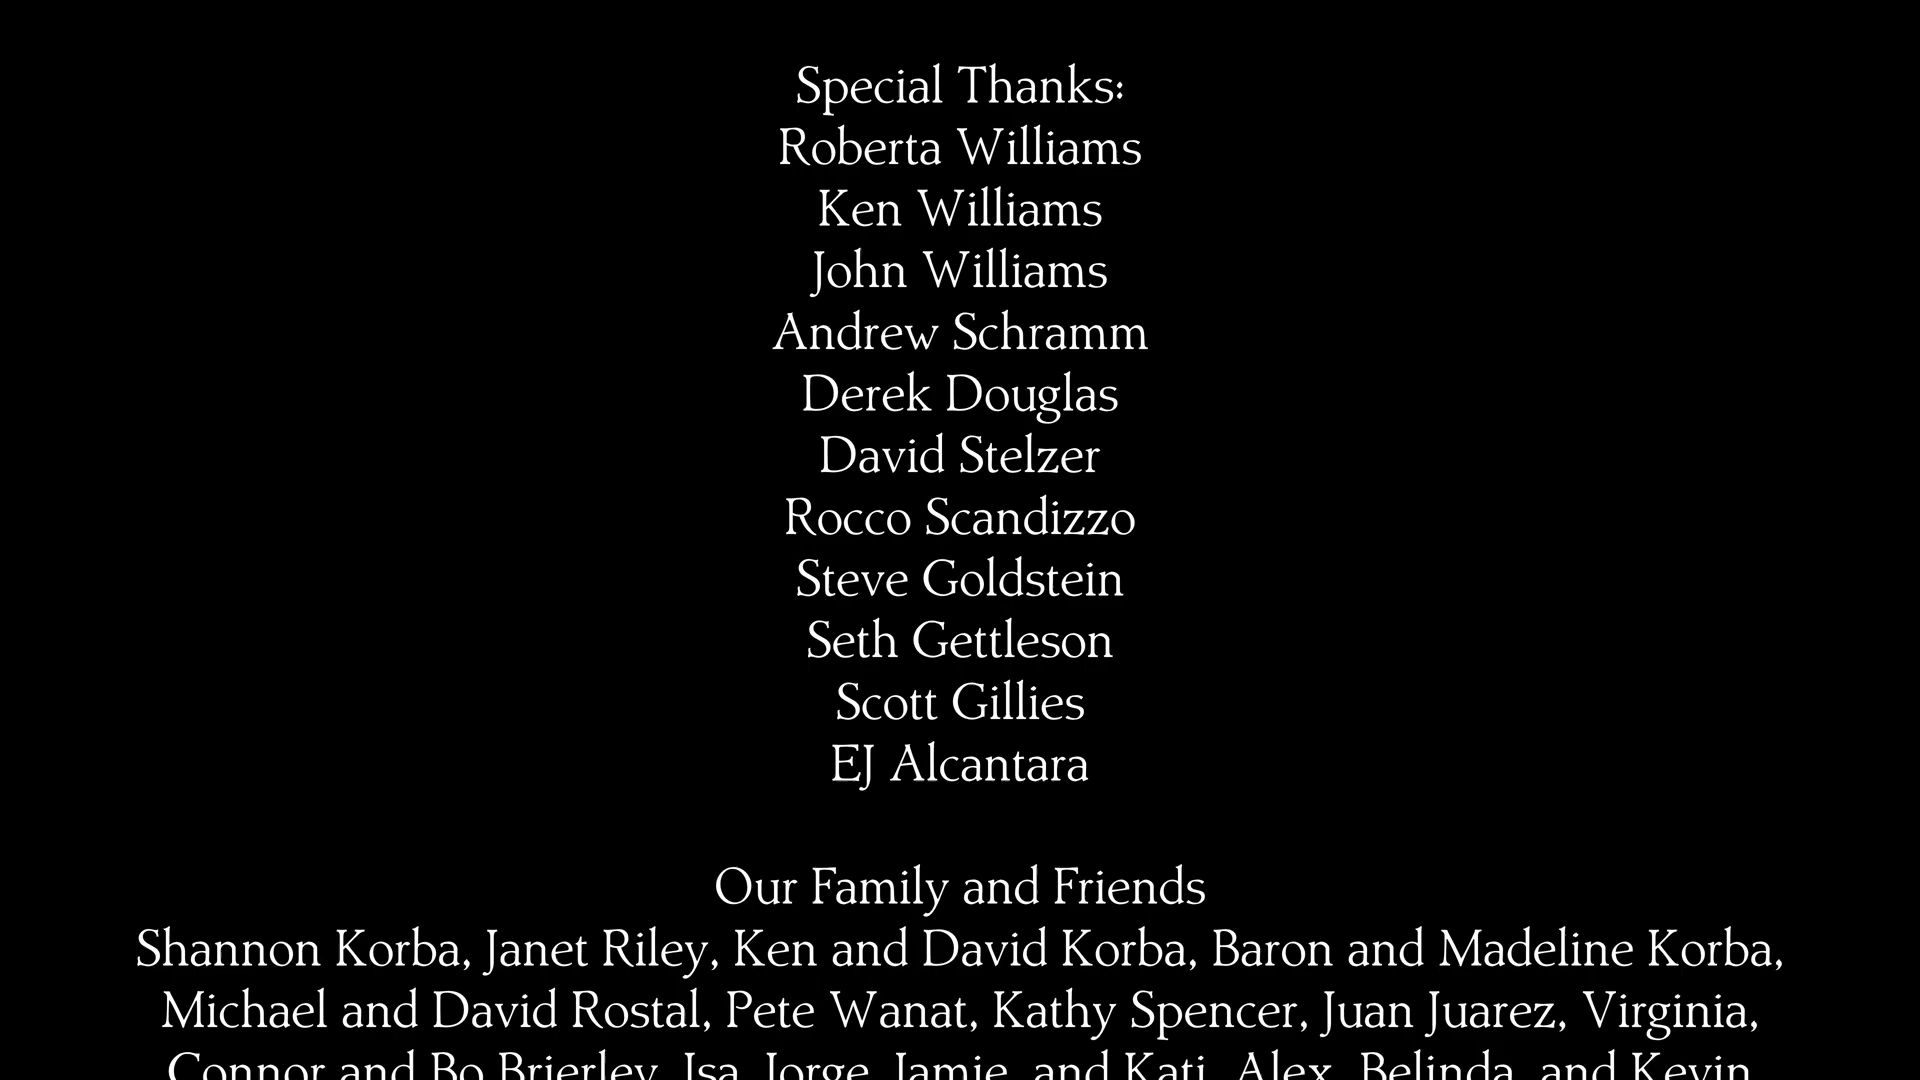 Special Thanks:
Roberta Williams
Ken Williams
John Williams
Andrew Schramm
Derek Douglas
David Stelzer
Rocco Scandizzo
Steve Goldstein
Seth Gettleson
Scott Gillies
EJ Alcantara
Our Family and Friends
Shannon Korba, Janet Riley, Ken and David Korba, Baron and Madeline Korba,
Michael and David Rostal, Pete Wanat, Kathy Spencer, Juan Juarez, Virginia,
Connor and Bo Brierley, Isa, Jorge, Jamie, and Kati, Alex, Belinda, and Kevin